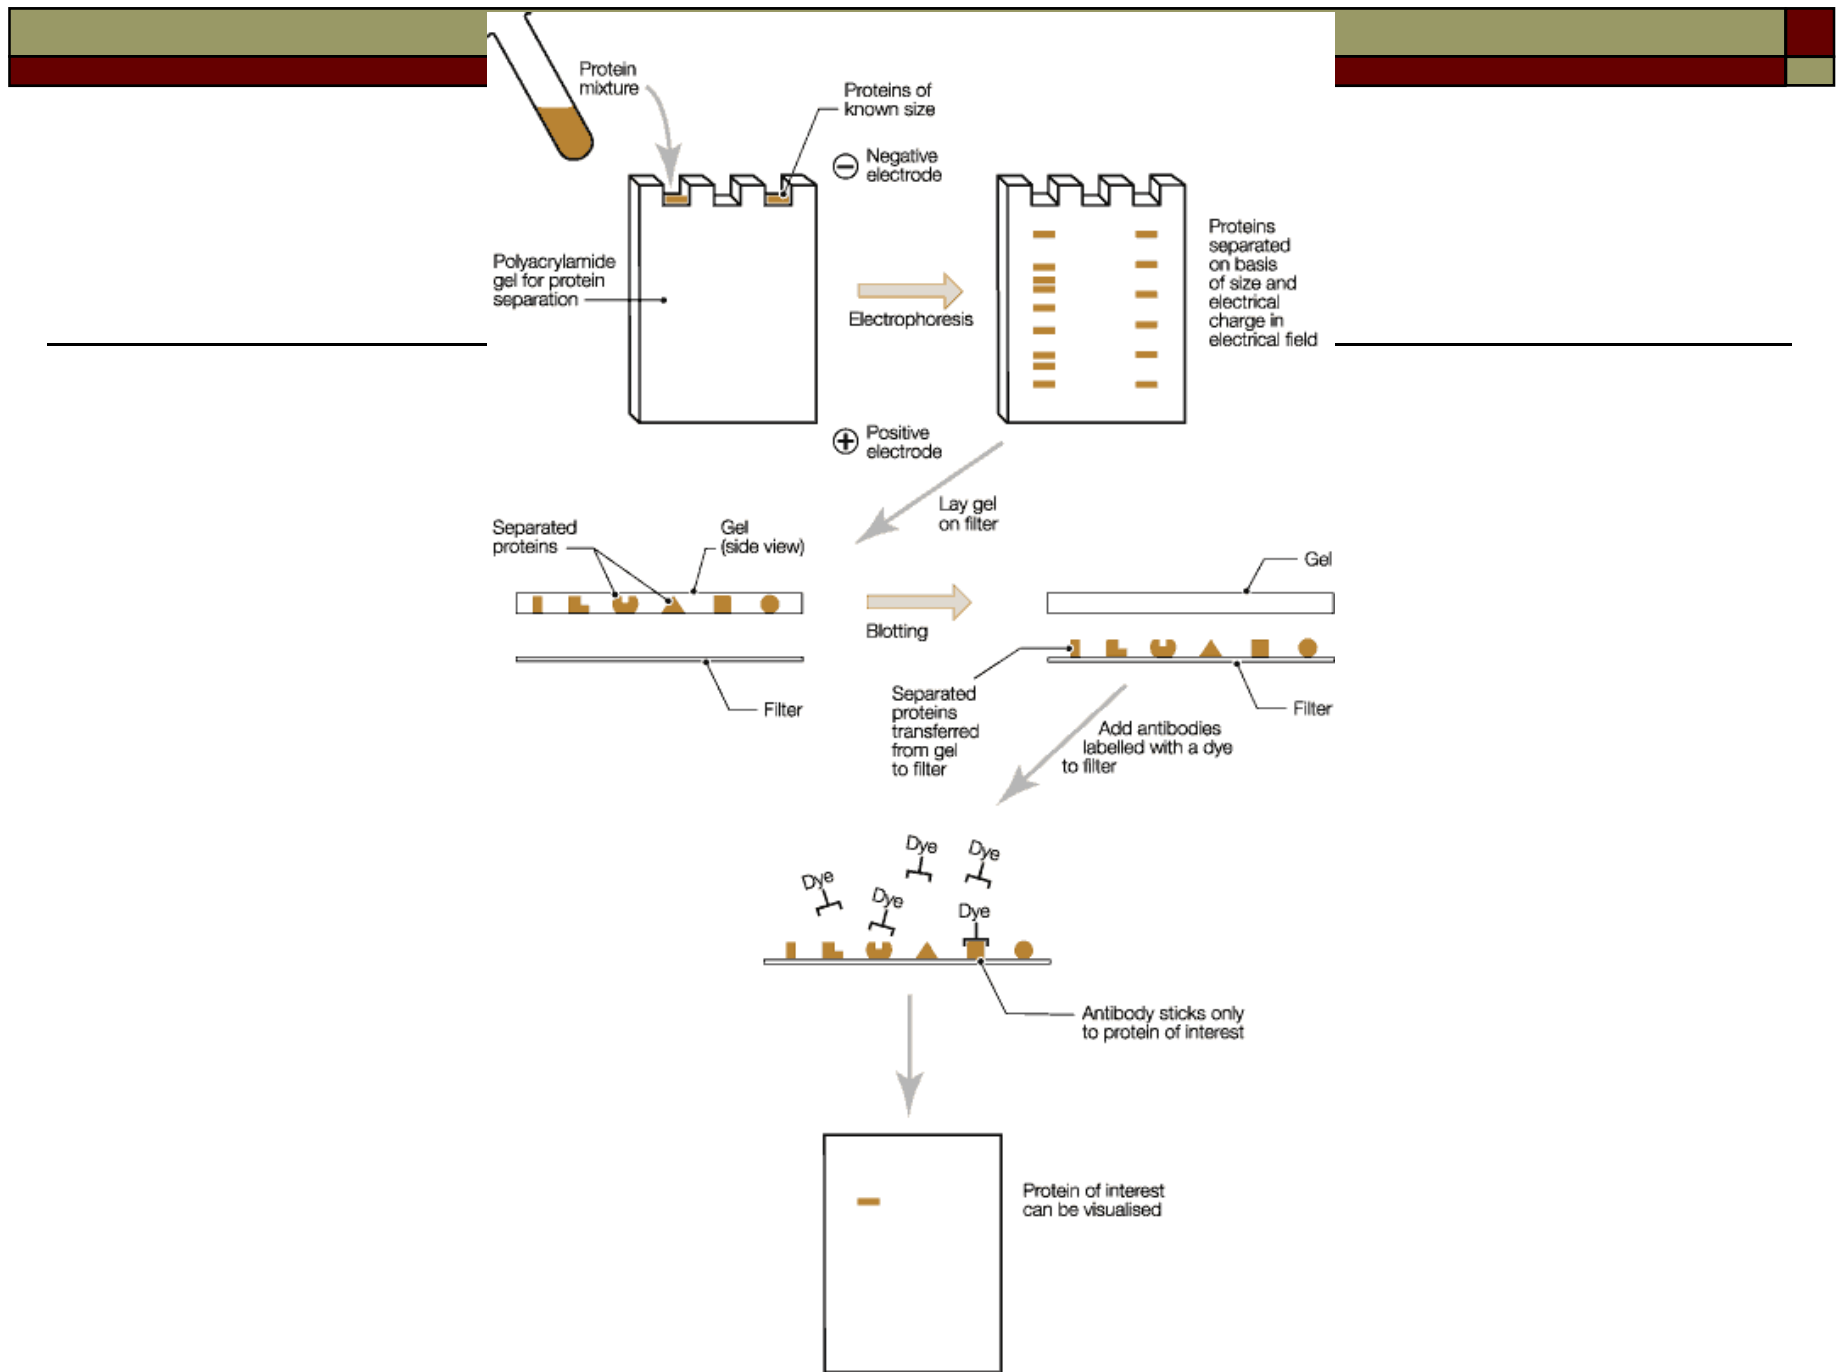 Protein
mixture
Proteins of
known size
Negative
electrode
Polyacrylamide
gel for protein
separation
Electrophoresis
Proteins
separated
on basis
of size and
electrical
charge in
electrical field
Positive
electrode
Lay gel
on filter
Separated
proteins
Gel
(side view)
Filter
Blotting
Gel
Separated
proteins
transferred
from gel
to filter
Filter
Add antibodies
labelled with a dye
to filter
Dye
Dye
Dye
Dye
Dye
Antibody sticks only
to protein of interest
Protein of interest
can be visualised